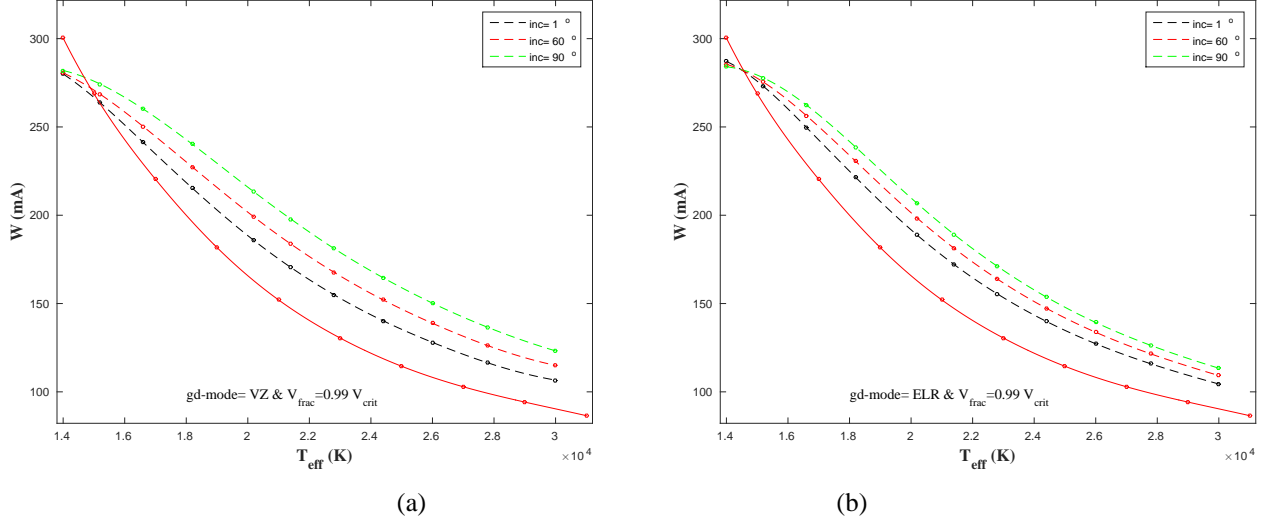 inc= 1 °
inc= 60 °
inc= 90 °
300
250
200
150
100
W (mA)
gd-mode= VZ & V_frac=0.99 V_crit
1.4 1.6 1.8 2 2.2 2.4 2.6 2.8 3
T_eff (K)
×10^4
(a)
inc= 1 °
inc= 60 °
inc= 90 °
300
250
200
150
100
W (mA)
gd-mode= ELR & V_frac=0.99 V_crit
1.4 1.6 1.8 2 2.2 2.4 2.6 2.8 3
T_eff (K)
×10^4
(b)